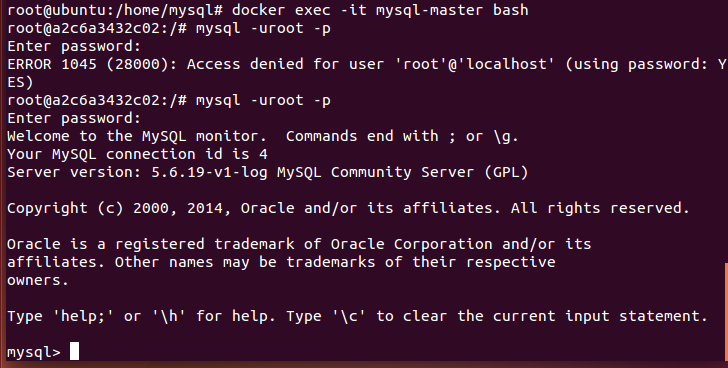 root@ubuntu:/home/mysql# docker exec -it mysql-master bash
root@a2c6a3432c02:/# mysql -uroot -p
Enter password:
ERROR 1045 (28000): Access denied for user 'root'@'localhost' (using password: Y
ES)
root@a2c6a3432c02:/# mysql -uroot -p
Enter password:
Welcome to the MySQL monitor.  Commands end with ; or \g.
Your MySQL connection id is 4
Server version: 5.6.19-v1-log MySQL Community Server (GPL)
Copyright (c) 2000, 2014, Oracle and/or its affiliates. All rights reserved.
Oracle is a registered trademark of Oracle Corporation and/or its
affiliates. Other names may be trademarks of their respective
owners.
Type 'help;' or '\h' for help. Type '\c' to clear the current input statement.
mysql>